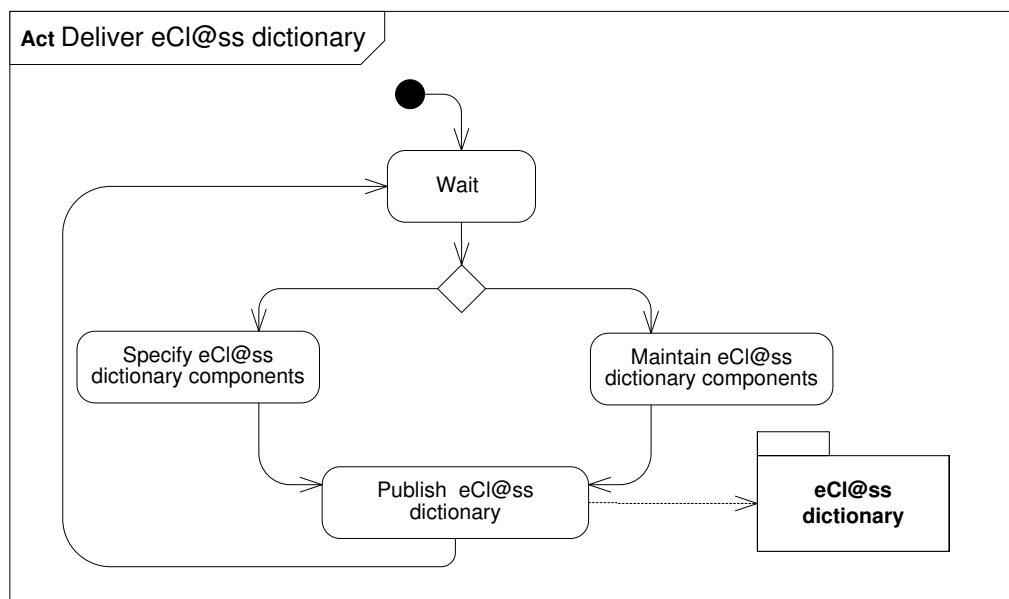 Act Deliver eCl@ss dictionary
Wait
Specify eCl@ss
dictionary components
Maintain eCl@ss
dictionary components
Publish eCl@ss
dictionary
eCl@ss
dictionary